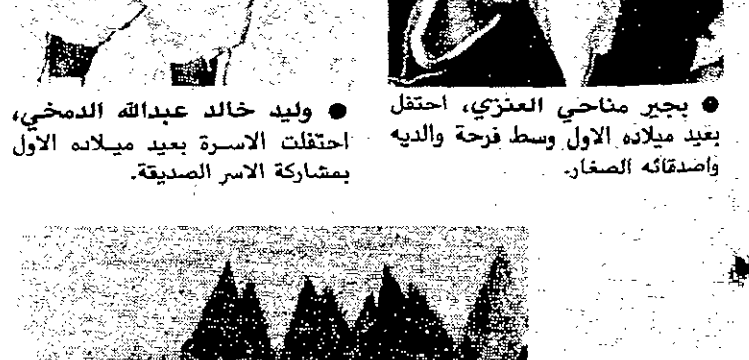 ● بجير مناحي العنزي، احتفل
بعيد ميلاده الاول وسط فرحة والديه
واصدقائه الصغار.
● وليد خالد عبدالله الدمخي،
احتفلت الاسرة بعيد ميلاده الاول
بمشاركة الاسر الصديقة.